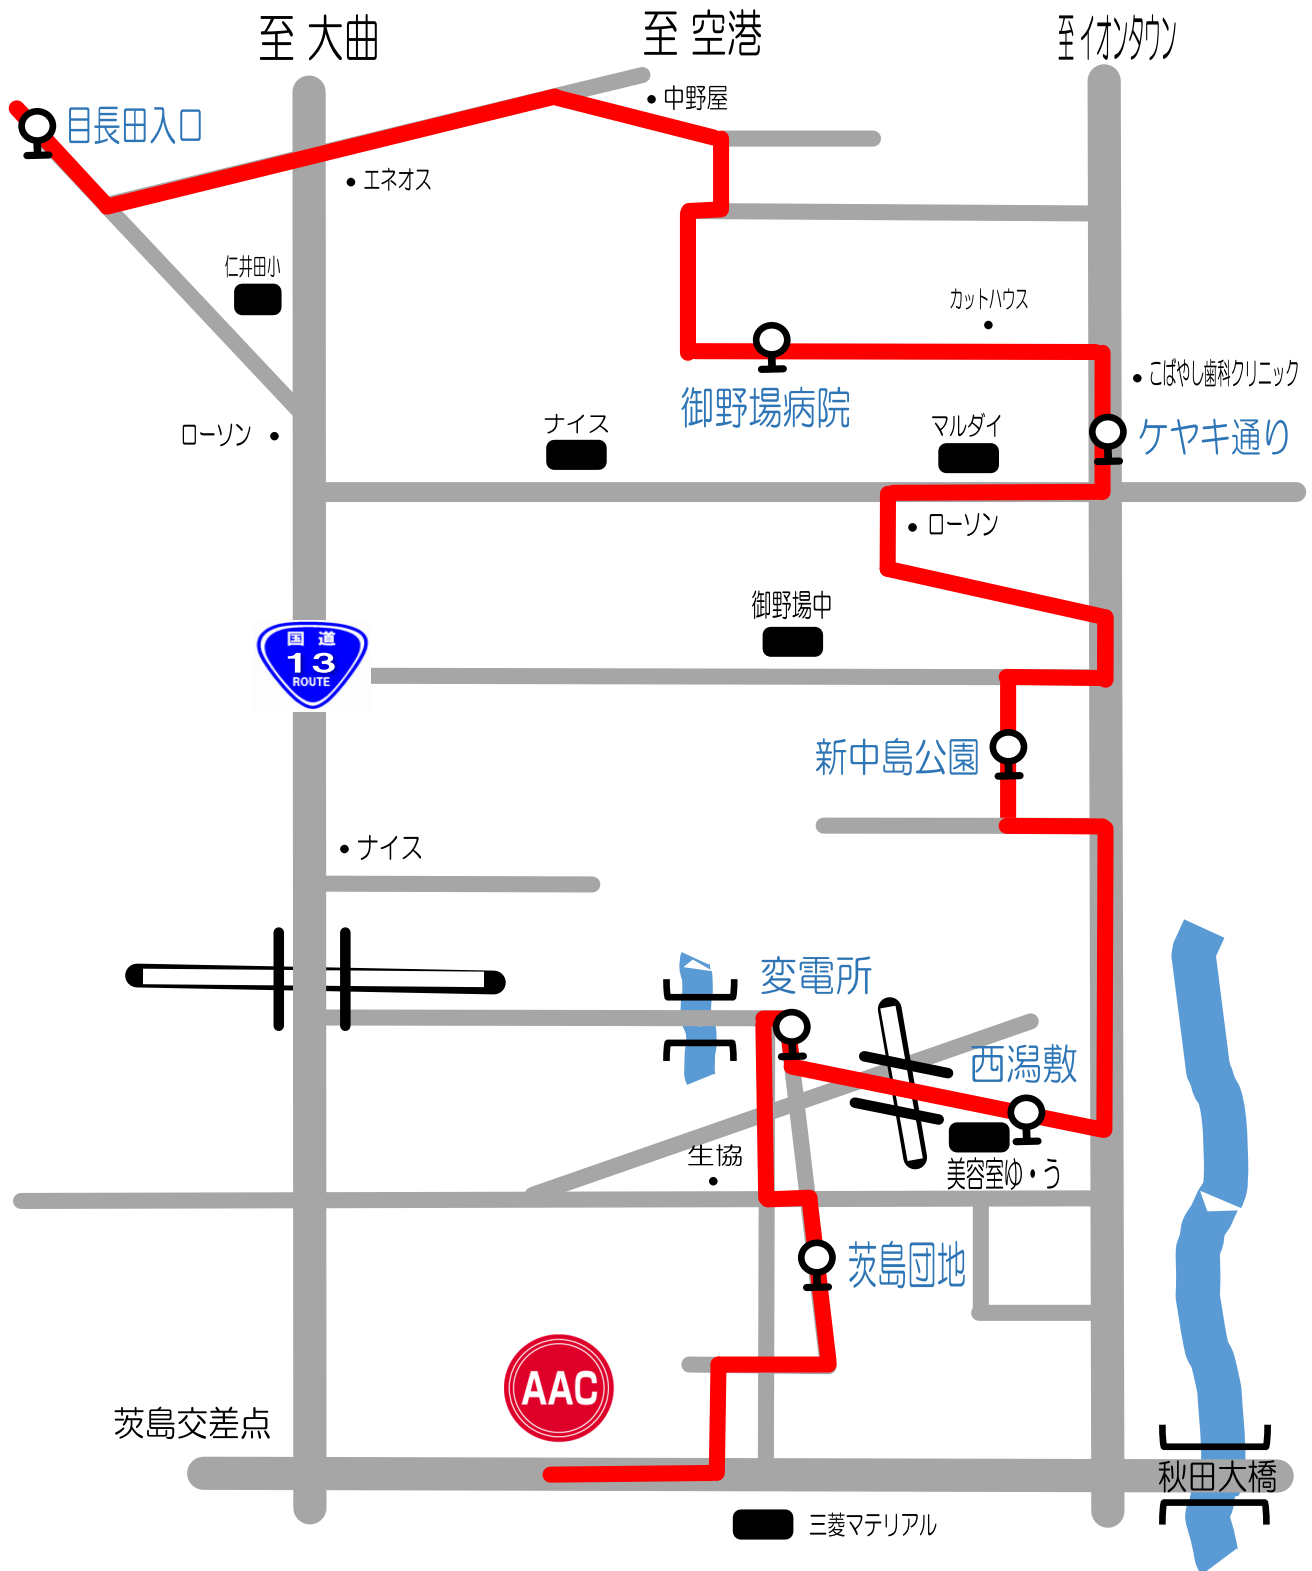 至 大曲
至 空港
至 イオンタウン
中野屋
目長田入口
エネオス
仁井田小
カットハウス
こばやし歯科クリニック
御野場病院
ナイス
マルダイ
ケヤキ通り
ローソン
ローソン
御野場中
国 道
13
ROUTE
新中島公園
ナイス
変電所
西潟敷
生協
美容室ゆ・う
茨島団地
AAC
茨島交差点
秋田大橋
三菱マテリアル